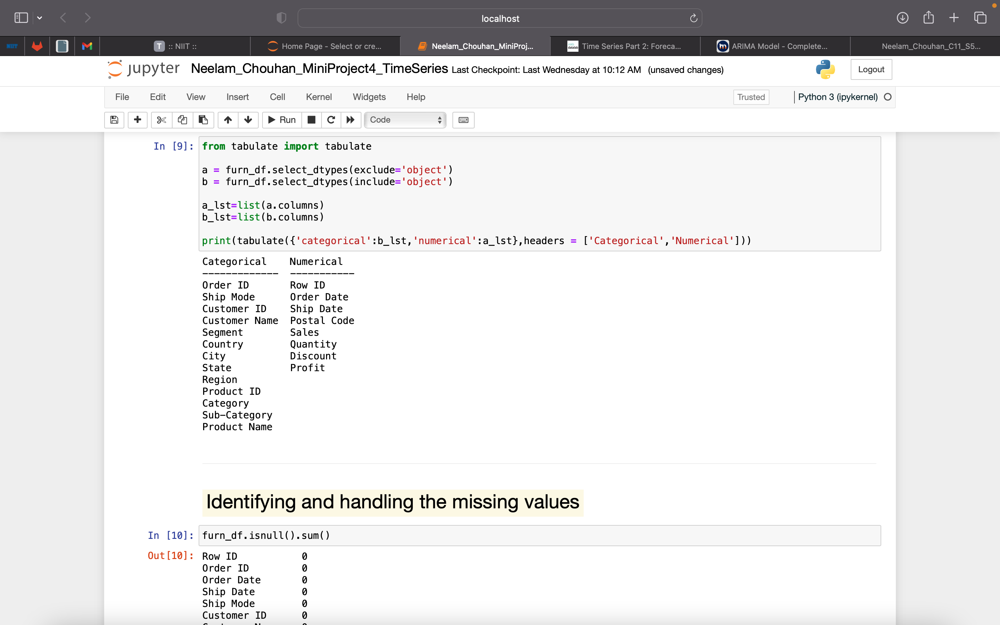 localhost
NIIT
T :: NIIT ::
Home Page - Select or cre...
Neelam_Chouhan_MiniProj...
mkb datalab
Time Series Part 2: Foreca...
m ARIMA Model - Complete...
Neelam_Chouhan_C11_S5...
jupyter Neelam_Chouhan_MiniProject4_TimeSeries Last Checkpoint: Last Wednesday at 10:12 AM (unsaved changes)
Logout
File Edit View Insert Cell Kernel Widgets Help
Trusted
Python 3 (ipykernel)
Run
Code
In [9]:
from tabulate import tabulate
a = furn_df.select_dtypes(exclude='object')
b = furn_df.select_dtypes(include='object')
a_lst=list(a.columns)
b_lst=list(b.columns)
print(tabulate({'categorical':b_lst,'numerical':a_lst},headers = ['Categorical','Numerical']))
Categorical    Numerical
-------------  -----------
Order ID       Row ID
Ship Mode      Order Date
Customer ID    Ship Date
Customer Name  Postal Code
Segment        Sales
Country        Quantity
City           Discount
State          Profit
Region
Product ID
Category
Sub-Category
Product Name
Identifying and handling the missing values
In [10]: furn_df.isnull().sum()
Out[10]: Row ID 0
Order ID 0
Order Date 0
Ship Date 0
Ship Mode 0
Customer ID 0